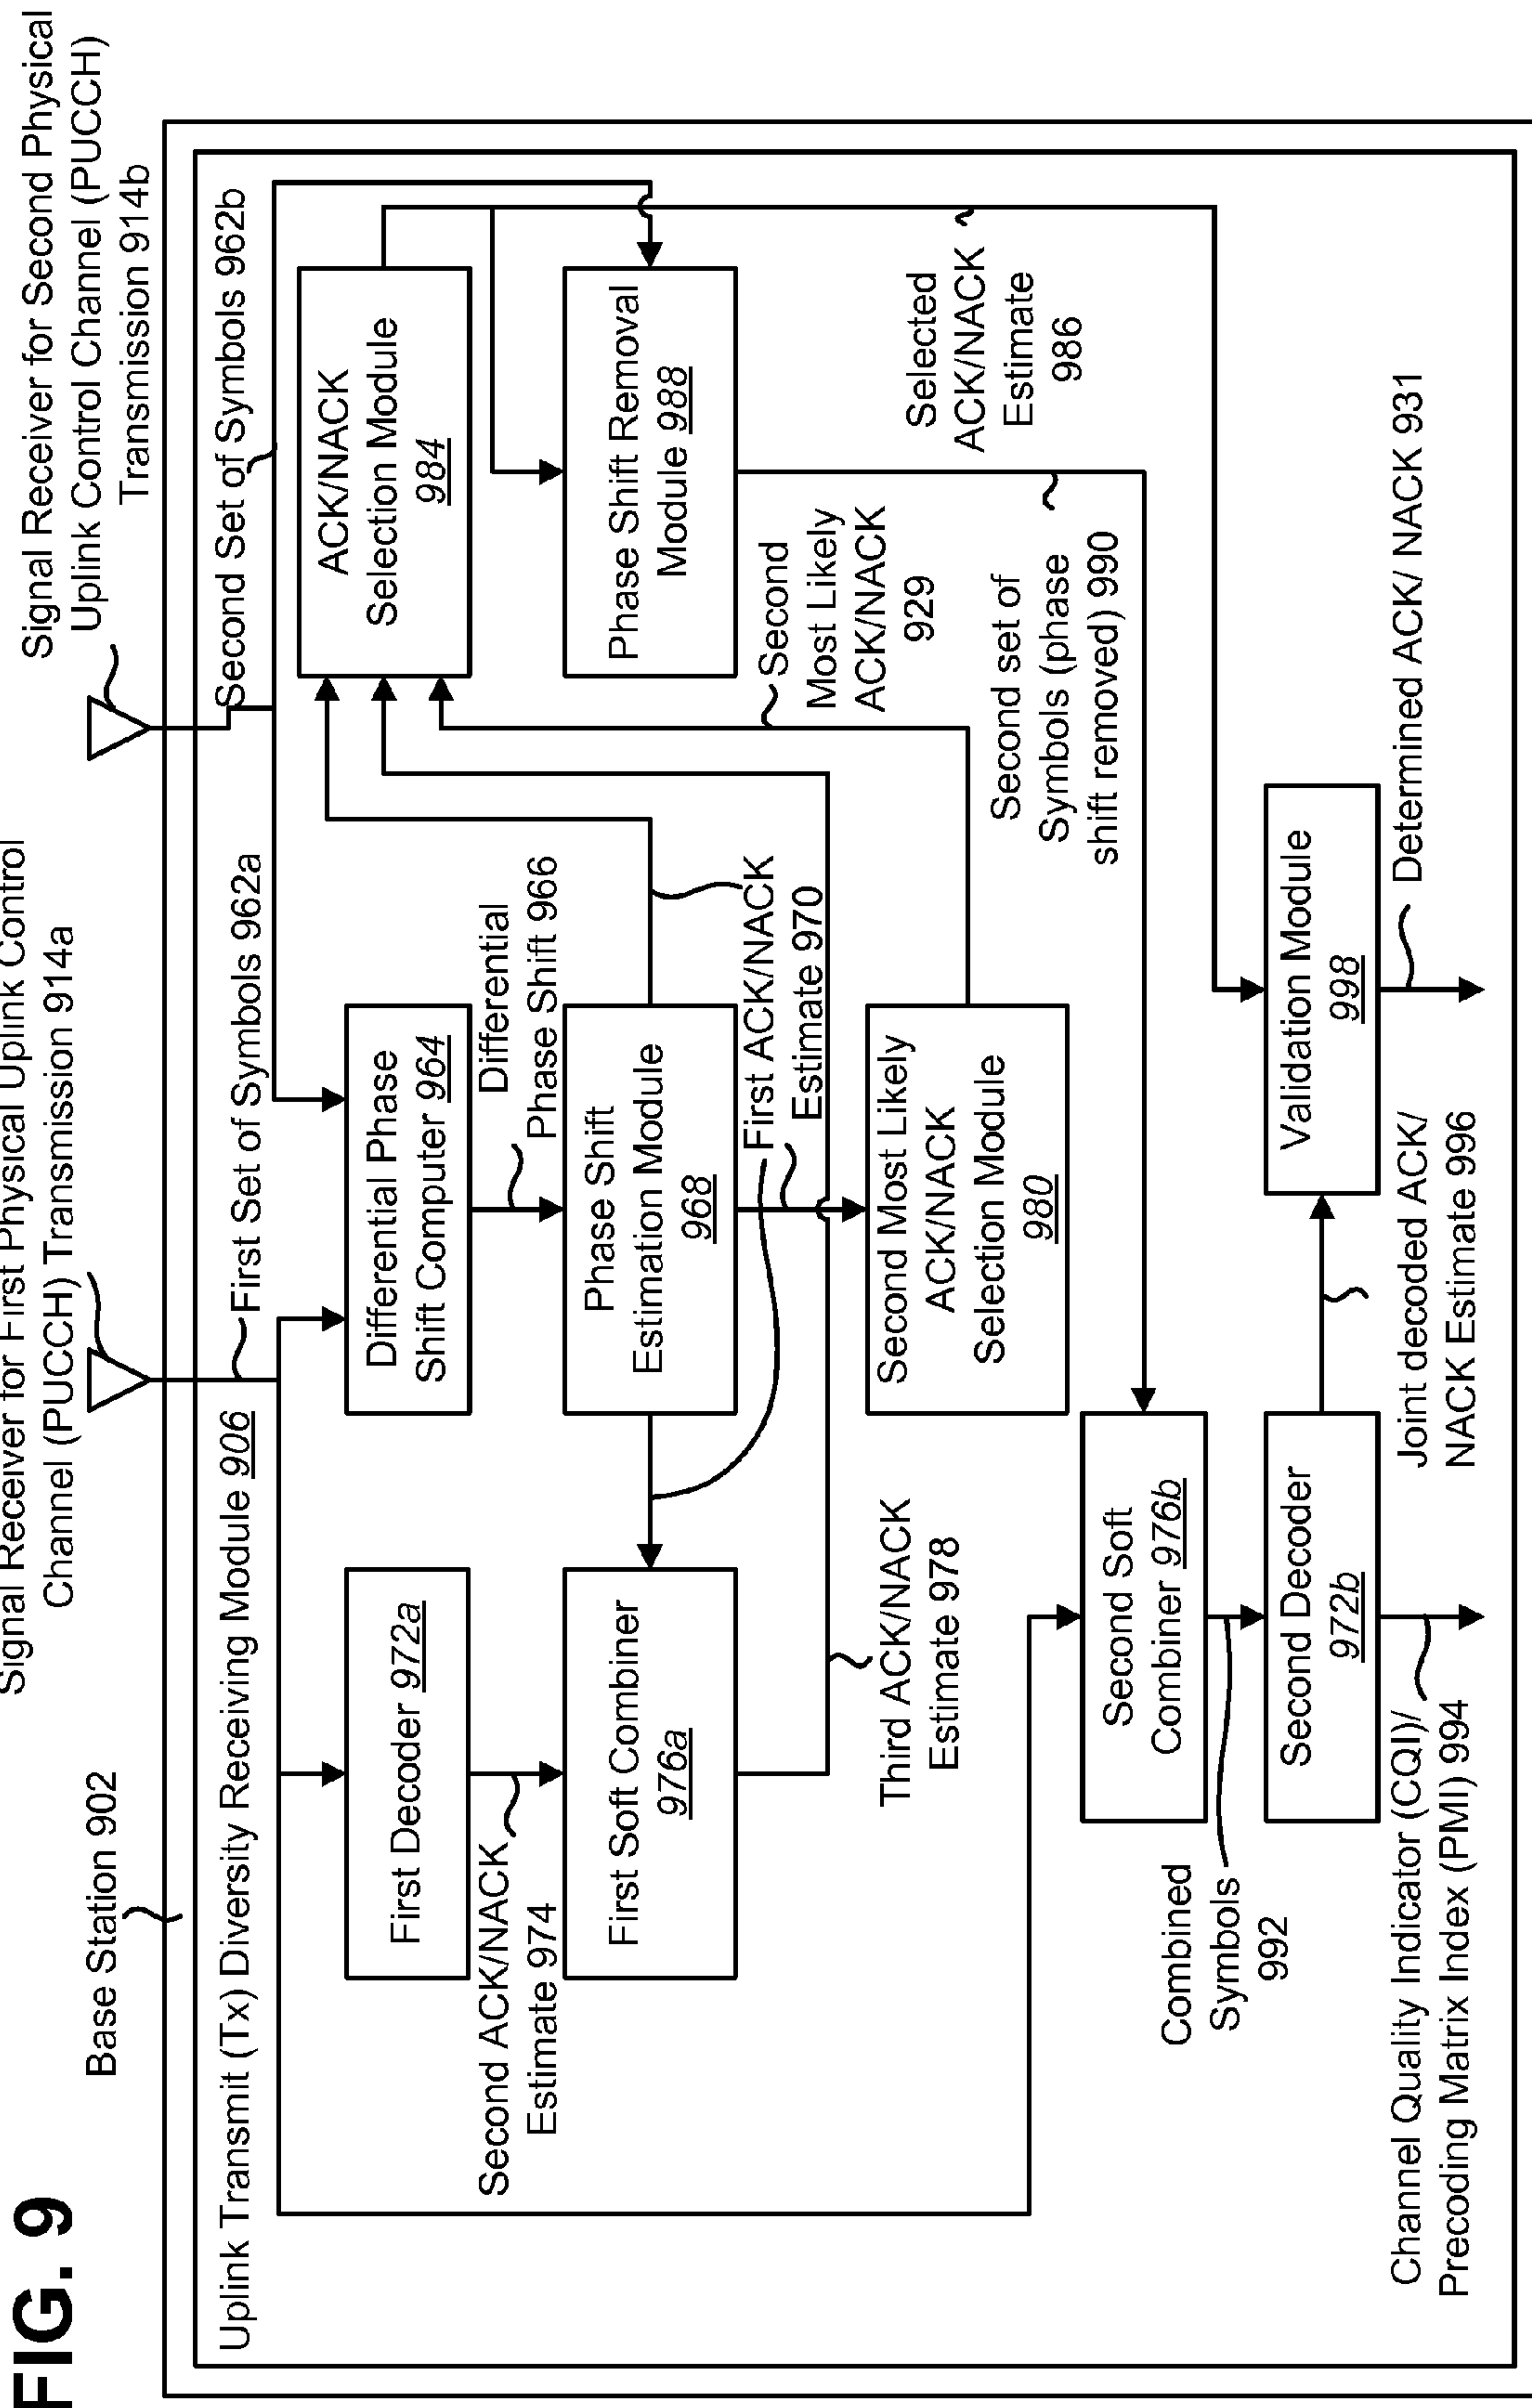 FIG. 9
Signal Receiver for First Physical Uplink Control
Channel (PUCCH) Transmission 914a
Signal Receiver for Second Physical
Uplink Control Channel (PUCCH)
Transmission 914b
Base Station 902
Uplink Transmit (Tx) Diversity Receiving Module 906
First Set of Symbols 962a
Second Set of Symbols 962b
First Decoder 972a
Differential Phase
Shift Computer 964
ACK/NACK
Selection Module
984
Second ACK/NACK
Estimate 974
Differential
Phase Shift 966
First Soft Combiner
976a
Phase Shift
Estimation Module
968
Phase Shift Removal
Module 988
First ACK/NACK
Estimate 970
Second
Most Likely
ACK/NACK
929
Selected
ACK/NACK
Estimate
986
Third ACK/NACK
Estimate 978
Second Most Likely
ACK/NACK
Selection Module
980
Second set of
Symbols (phase
shift removed) 990
Second Soft
Combiner 976b
Combined
Symbols
992
Second Decoder
972b
Validation Module
998
Channel Quality Indicator (CQI)/
Precoding Matrix Index (PMI) 994
Joint decoded ACK/
NACK Estimate 996
Determined ACK/ NACK 931